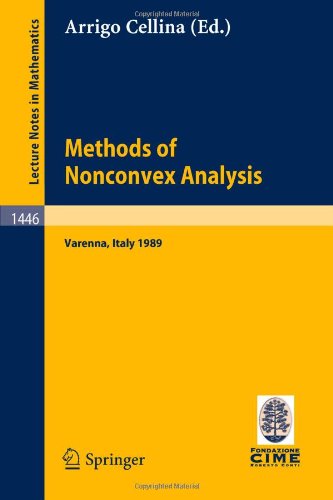 Arrigo Cellina (Ed.)
Lecture Notes in Mathematics
Methods of
Nonconvex Analysis
1446
Varenna, Italy 1989
Springer
FONDAZIONE
CIME
ROBERTO CONTI